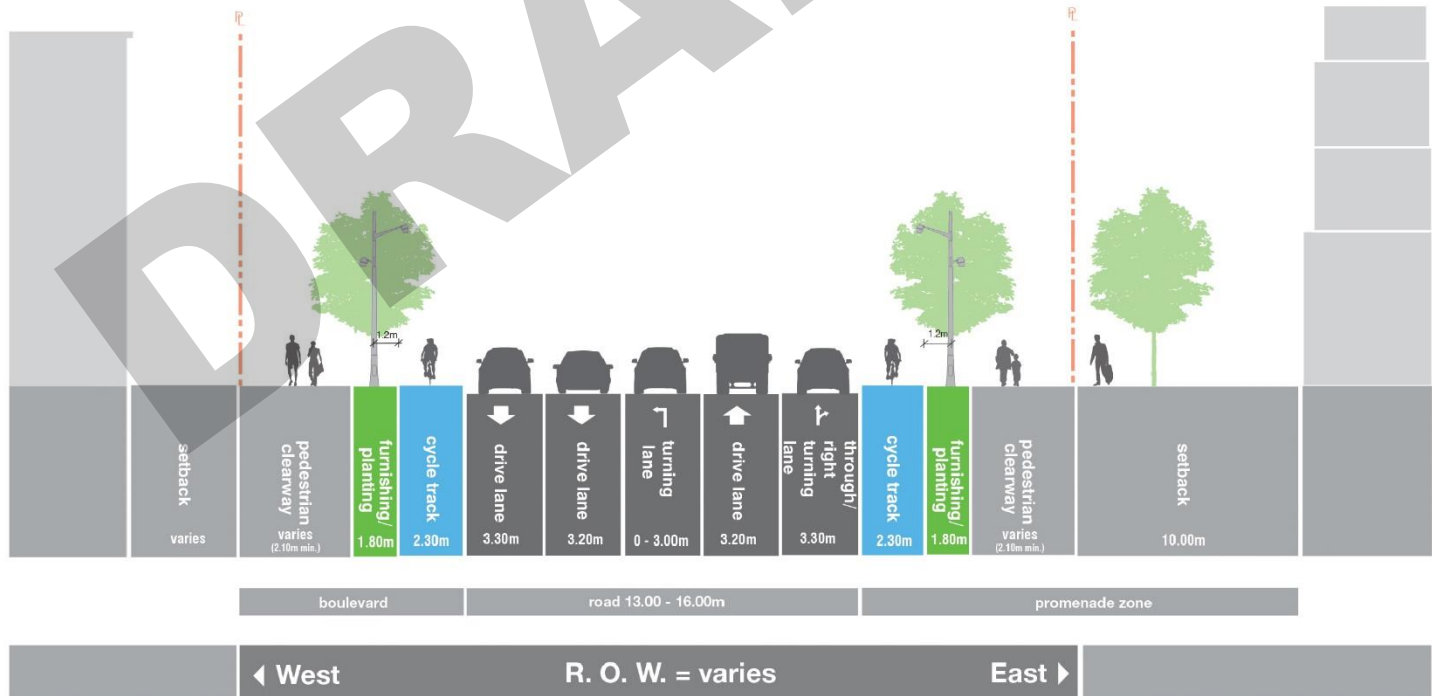 PL
PL
DRA
1.2m
1.2m
setback
varies
pedestrian
clearway
varies
(2.10m min.)
furnishing/
planting
1.80m
cycle track
2.30m
drive lane
3.30m
drive lane
3.20m
turning
lane
0 - 3.00m
drive lane
3.20m
through/
right
turning
lane
3.30m
cycle track
2.30m
furnishing/
planting
1.80m
pedestrian
clearway
varies
(2.10m min.)
setback
10.00m
boulevard
road 13.00 - 16.00m
promenade zone
West
R. O. W. = varies
East